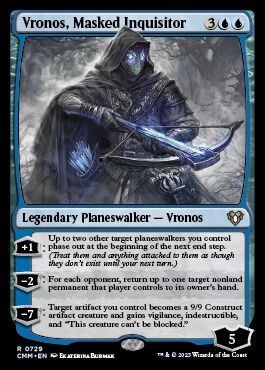 Vronos, Masked Inquisitor 3
Legendary Planeswalker — Vronos
+1: Up to two other target planeswalkers you control
phase out at the beginning of the next end step.
(Treat them and anything attached to them as though
they don't exist until your next turn.)
-2: For each opponent, return up to one target nonland
permanent that player controls to its owner's hand.
-7: Target artifact you control becomes a 9/9 Construct
artifact creature and gains vigilance, indestructible,
and "This creature can't be blocked."
5
R 0729
CMM • EN Ekaterina Burmak
™ & © 2023 Wizards of the Coast